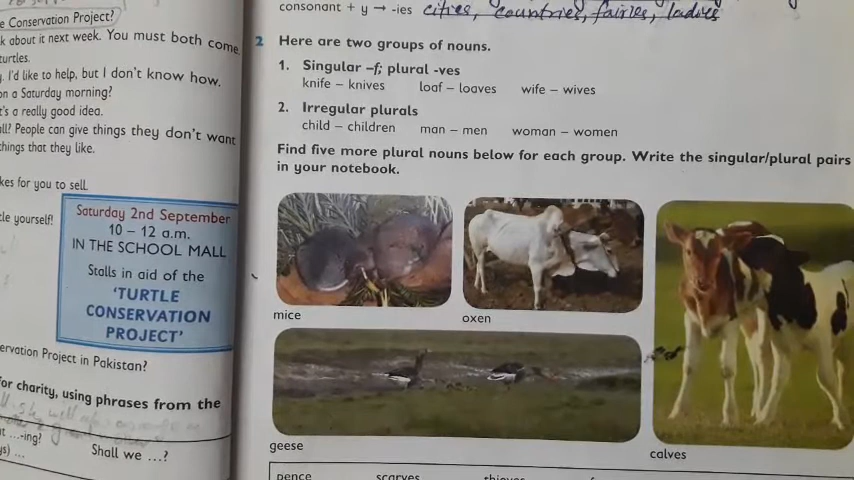 e Conservation Project?
k about it next week. You must both come
turtles.
. I'd like to help, but I don't know how.
on a Saturday morning?
t's a really good idea.
all? People can give things they don't want
things that they like.
kes for you to sell.
tle yourself!
Saturday 2nd September
10 – 12 a.m.
IN THE SCHOOL MALL
Stalls in aid of the
'TURTLE
CONSERVATION
PROJECT'
ervation Project in Pakistan?
for charity, using phrases from the
t ...-ing?
Shall we ...?
s) ...
consonant + y → -ies cities, countries, fairies, ladies
2 Here are two groups of nouns.
1. Singular –f; plural -ves
knife – knives loaf – loaves wife – wives
2. Irregular plurals
child – children man – men woman – women
Find five more plural nouns below for each group. Write the singular/plural pairs
in your notebook.
mice
oxen
geese
calves
pence scarves thieves